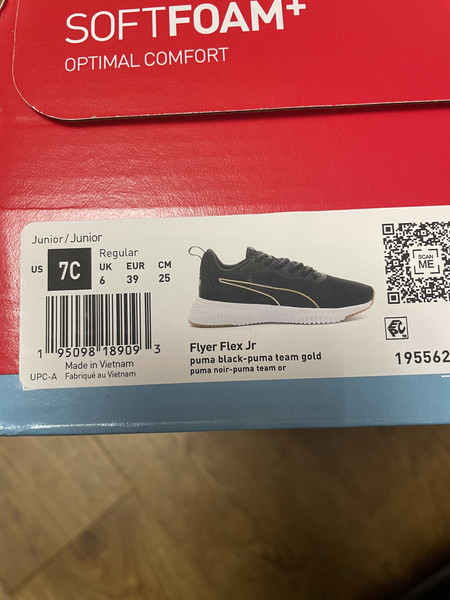 SOFTFOAM+
OPTIMAL COMFORT
Junior/Junior
Regular
US 7C UK 6 EUR 39 CM 25
SCAN ME
1 95098 18909 3
UPC-A
Made in Vietnam
Fabriqué au Vietnam
Flyer Flex Jr
puma black-puma team gold
puma noir-puma team or
195562